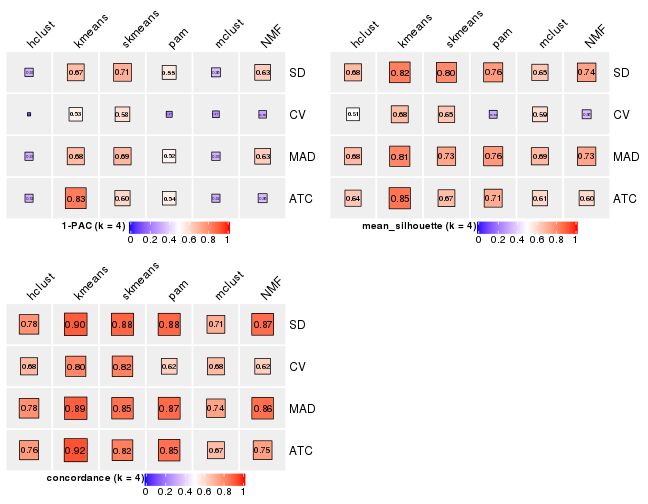 hclust kmeans skmeans pam mclust NMF
0.67 0.71 0.55 0.63 SD
0.53 0.58 CV
0.68 0.69 0.52 0.63 MAD
0.83 0.60 0.54 ATC
1-PAC (k = 4)
0 0.2 0.4 0.6 0.8 1
hclust kmeans skmeans pam mclust NMF
0.68 0.82 0.80 0.76 0.65 0.74 SD
0.51 0.68 0.65 0.59 CV
0.68 0.81 0.73 0.76 0.69 0.73 MAD
0.64 0.85 0.67 0.71 0.61 0.60 ATC
mean_silhouette (k = 4)
0 0.2 0.4 0.6 0.8 1
hclust kmeans skmeans pam mclust NMF
0.78 0.90 0.88 0.88 0.71 0.87 SD
0.68 0.80 0.82 0.62 0.68 0.62 CV
0.78 0.89 0.85 0.87 0.74 0.86 MAD
0.76 0.92 0.82 0.85 0.67 0.75 ATC
concordance (k = 4)
0 0.2 0.4 0.6 0.8 1